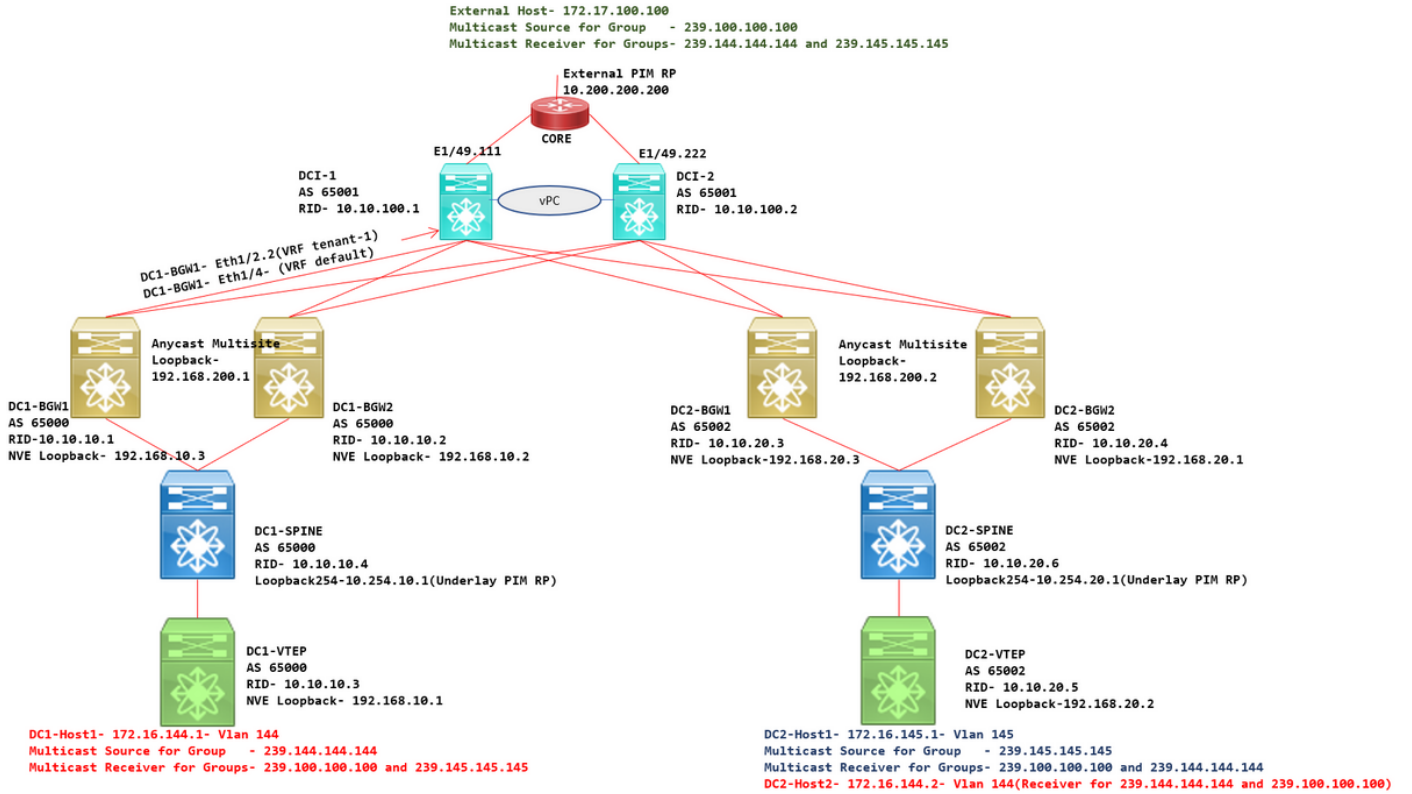 External Host- 172.17.100.100
Multicast Source for Group   - 239.100.100.100
Multicast Receiver for Groups- 239.144.144.144 and 239.145.145.145
External PIM RP
10.200.200.200
CORE
E1/49.111
E1/49.222
DCI-1
AS 65001
RID- 10.10.100.1
vPC
DCI-2
AS 65001
RID- 10.10.100.2
DC1-BGW1- Eth1/2.2(VRF tenant-1)
DC1-BGW1- Eth1/4- (VRF default)
Anycast Multisite
Loopback-
192.168.200.1
Anycast Multisite
Loopback-
192.168.200.2
DC1-BGW1
AS 65000
RID-10.10.10.1
NVE Loopback- 192.168.10.3
DC1-BGW2
AS 65000
RID- 10.10.10.2
NVE Loopback- 192.168.10.2
DC2-BGW1
AS 65002
RID- 10.10.20.3
NVE Loopback-192.168.20.3
DC2-BGW2
AS 65002
RID- 10.10.20.4
NVE Loopback-192.168.20.1
DC1-SPINE
AS 65000
RID- 10.10.10.4
Loopback254-10.254.10.1(Underlay PIM RP)
DC2-SPINE
AS 65002
RID- 10.10.20.6
Loopback254-10.254.20.1(Underlay PIM RP)
DC1-VTEP
AS 65000
RID- 10.10.10.3
NVE Loopback- 192.168.10.1
DC2-VTEP
AS 65002
RID- 10.10.20.5
NVE Loopback-192.168.20.2
DC1-Host1- 172.16.144.1- Vlan 144
Multicast Source for Group   - 239.144.144.144
Multicast Receiver for Groups- 239.100.100.100 and 239.145.145.145
DC2-Host1- 172.16.145.1- Vlan 145
Multicast Source for Group   - 239.145.145.145
Multicast Receiver for Groups- 239.100.100.100 and 239.144.144.144
DC2-Host2- 172.16.144.2- Vlan 144(Receiver for 239.144.144.144 and 239.100.100.100)